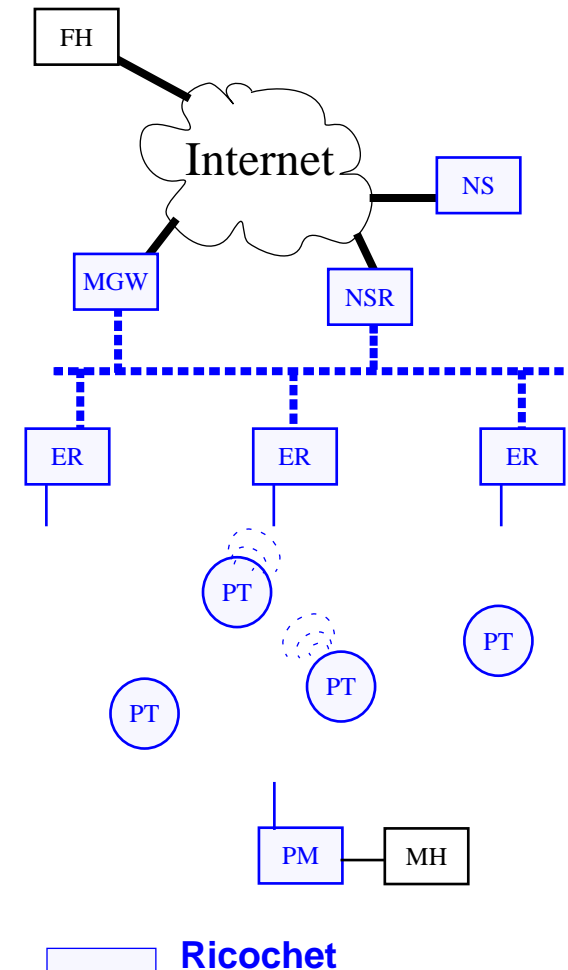 FH
Internet
NS
MGW
NSR
ER
ER
ER
PT
PT
PT
PT
PM
MH
Ricochet